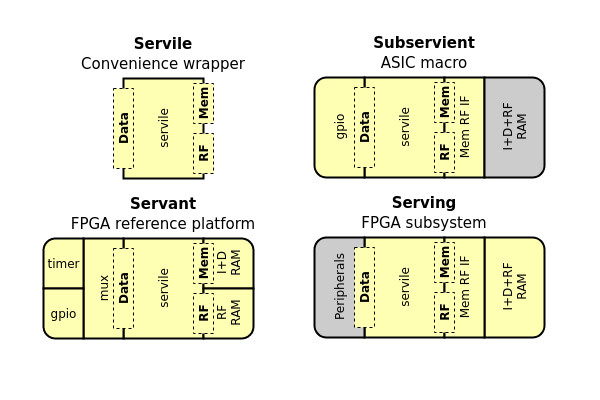 Servile
Convenience wrapper
Data
servile
Mem
RF
Subservient
ASIC macro
gpio
Data
servile
Mem
RF
Mem RF IF
I+D+RF
RAM
Servant
FPGA reference platform
timer
gpio
mux
Data
servile
Mem
RF
I+D
RAM
RF
RAM
Serving
FPGA subsystem
Peripherals
Data
servile
Mem
RF
Mem RF IF
I+D+RF
RAM